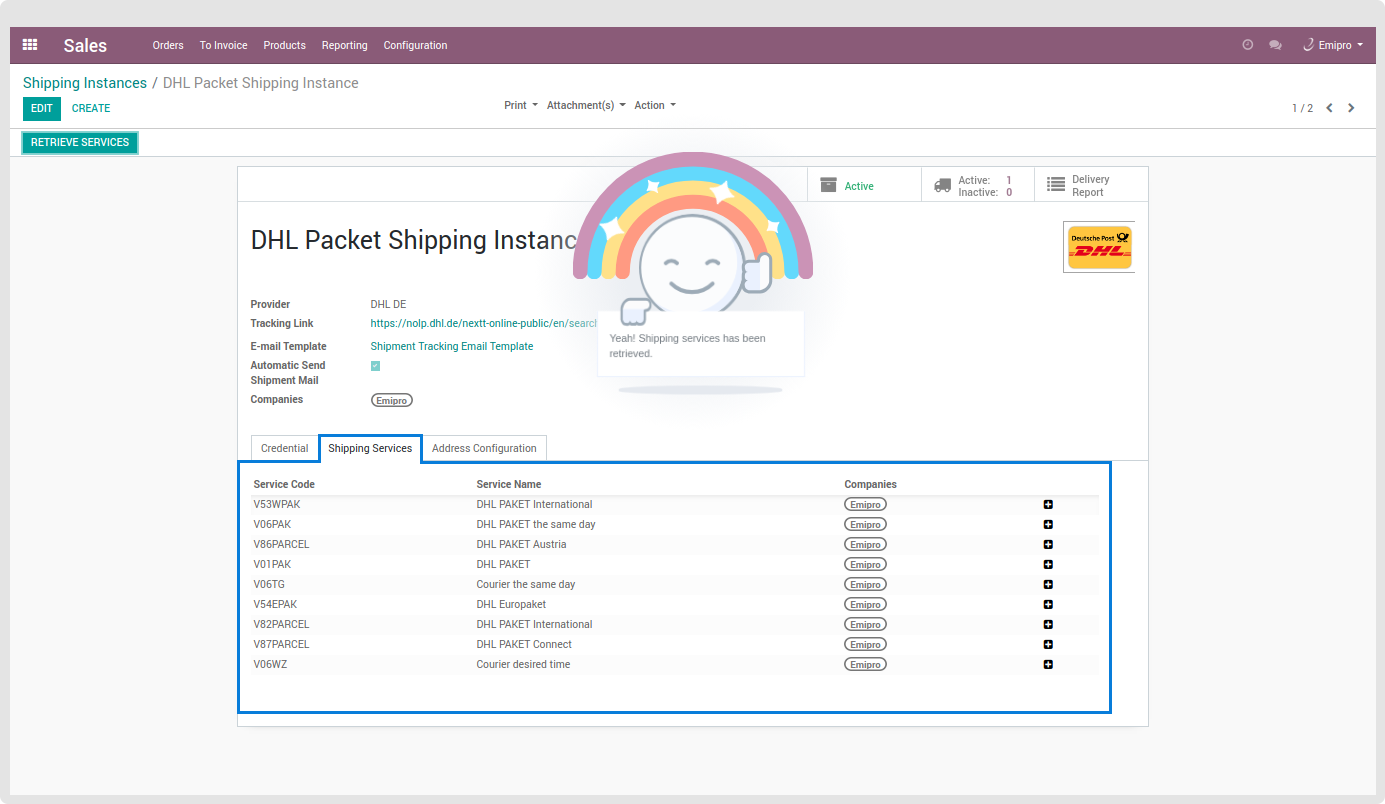 Sales Orders To Invoice Products Reporting Configuration Emipro
Shipping Instances / DHL Packet Shipping Instance
EDIT CREATE Print Attachment(s) Action 1 / 2
RETRIEVE SERVICES
Active
Active: 1
Inactive: 0
Delivery
Report
DHL Packet Shipping Instanc
Deutsche Post
DHL
Provider DHL DE
Tracking Link https://nolp.dhl.de/nextt-online-public/en/search
E-mail Template Shipment Tracking Email Template
Automatic Send
Shipment Mail
Companies Emipro
Yeah! Shipping services has been
retrieved.
Credential Shipping Services Address Configuration
Service Code Service Name Companies
V53WPAK DHL PAKET International Emipro
V06PAK DHL PAKET the same day Emipro
V86PARCEL DHL PAKET Austria Emipro
V01PAK DHL PAKET Emipro
V06TG Courier the same day Emipro
V54EPAK DHL Europaket Emipro
V82PARCEL DHL PAKET International Emipro
V87PARCEL DHL PAKET Connect Emipro
V06WZ Courier desired time Emipro